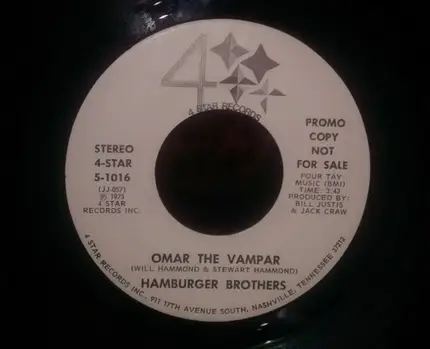 4
4 STAR RECORDS
STEREO
4-STAR
5-1016
(JJ-057)
℗ 1975
4 STAR
RECORDS INC.
PROMO
COPY
NOT
FOR SALE
FOUR TAY
MUSIC (BMI)
TIME: 3:42
PRODUCED BY:
BILL JUSTIS
& JACK CRAW
OMAR THE VAMPAR
(WILL HAMMOND & STEWART HAMMOND)
HAMBURGER BROTHERS
4 STAR RECORDS INC. 911 17TH AVENUE SOUTH, NASHVILLE, TENNESSEE 37212